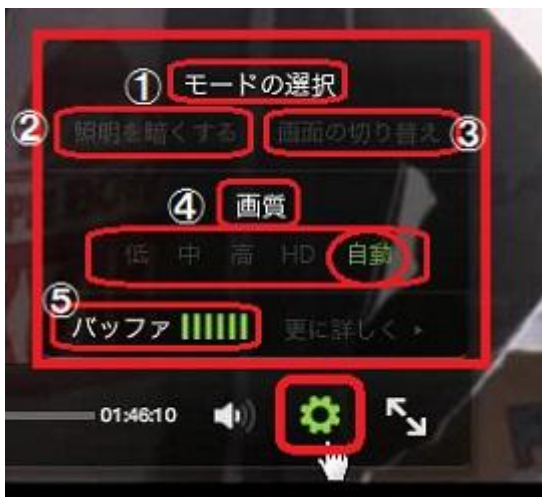 ① モードの選択
② 照明を暗くする 画面の切り替え ③
④ 画質
低 中 高 HD 自動
⑤
バッファ 更に詳しく
01:46:10